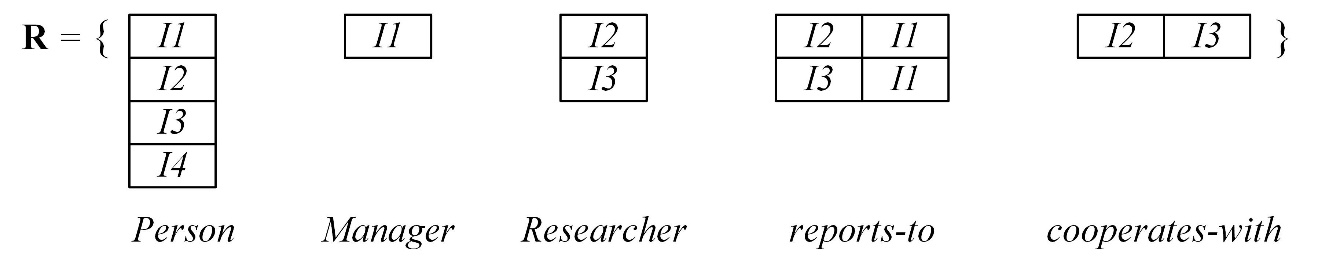 R = { I1 I1 I2 I2 I1 I2 I3 }
I2 I3 I3 I1
I3
I4
Person Manager Researcher reports-to cooperates-with